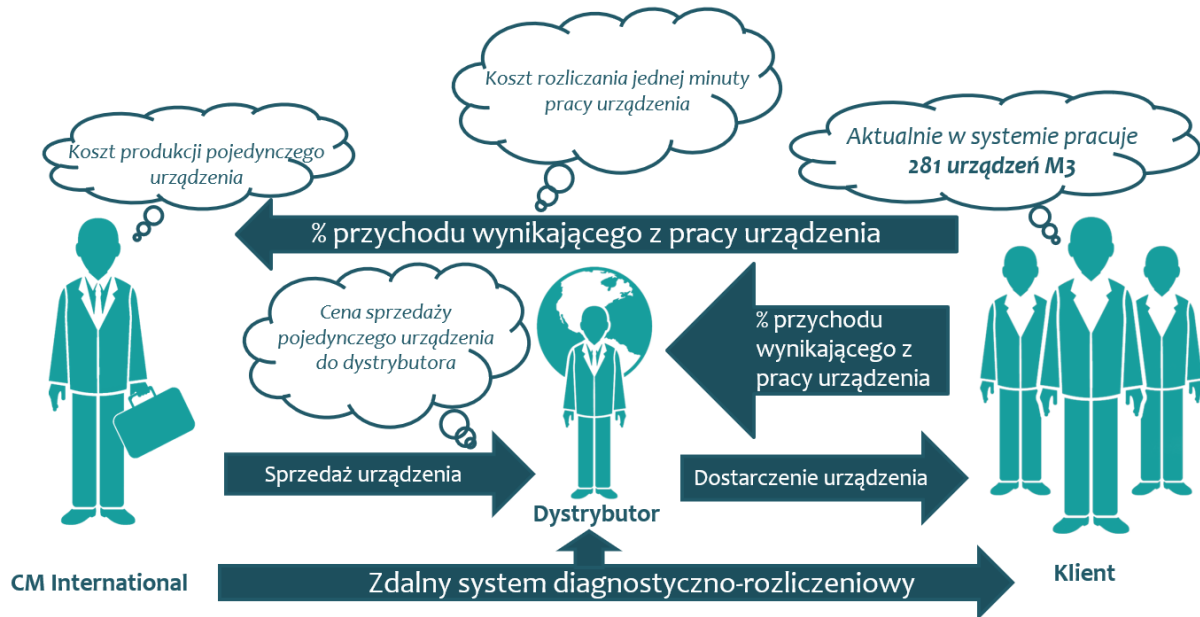 Koszt rozliczania jednej minuty
pracy urządzenia
Koszt produkcji pojedynczego
urządzenia
Aktualnie w systemie pracuje
281 urządzeń M3
% przychodu wynikającego z pracy urządzenia
Cena sprzedaży
pojedynczego urządzenia
do dystrybutora
% przychodu
wynikającego z
pracy urządzenia
Sprzedaż urządzenia
Dostarczenie urządzenia
Dystrybutor
CM International
Zdalny system diagnostyczno-rozliczeniowy
Klient